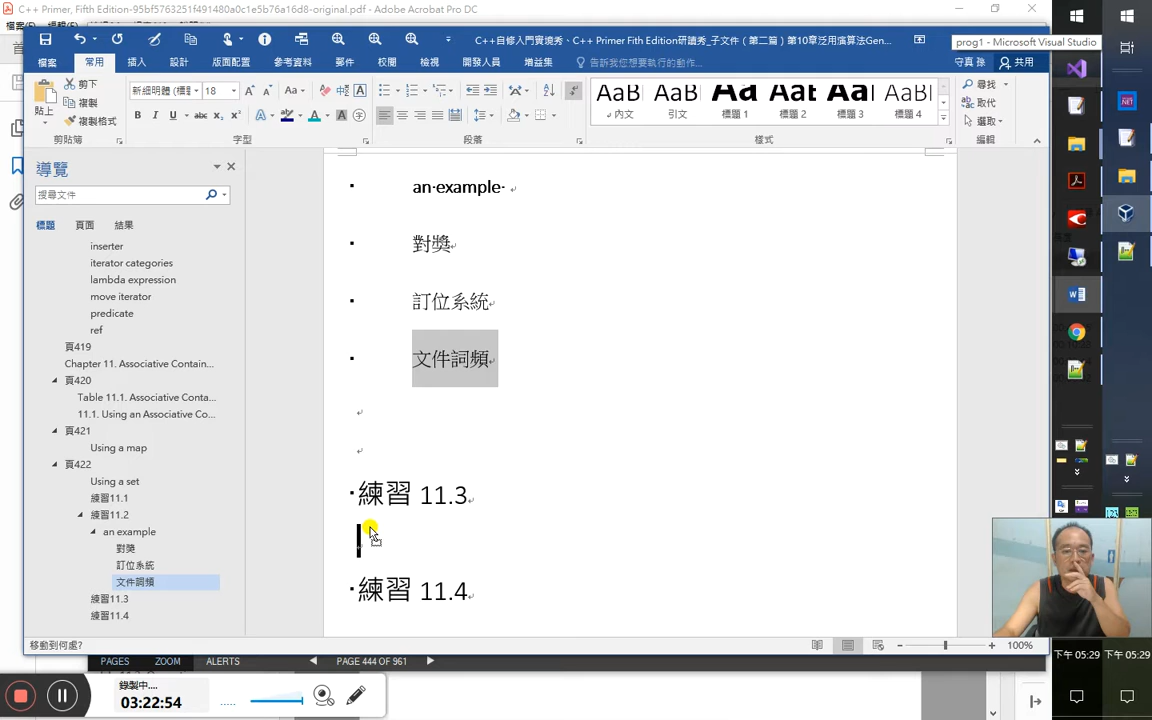 C++ Primer, Fifth Edition-95bf5763251f491480a0c1e5b76a16d8-original.pdf - Adobe Acrobat Pro DC
C++自修入門實境秀、C++ Primer Fith Edition研讀秀_子文件（第二篇）第10章泛用演算法Gen...
prog1 - Microsoft Visual Studio
檔案
常用
插入
設計
版面配置
參考資料
郵件
校閱
檢視
開發人員
增益集
告訴我您想要執行的動作...
共用
貼上
剪下
複製
複製格式
剪貼簿
新細明體 (標
18
字型
段落
AaB
AaB
Aa
Aab
Aal
AaBl
內文
引文
標題 1
標題 2
標題 3
標題 4
樣式
尋找
取代
選取
編輯
導覽
搜尋文件
標題
頁面
結果
inserter
iterator categories
lambda expression
move iterator
predicate
ref
頁419
Chapter 11. Associative Contain...
頁420
Table 11.1. Associative Conta...
11.1. Using an Associative Co...
頁421
Using a map
頁422
Using a set
練習11.1
練習11.2
an example
對獎
訂位系統
文件詞頻
練習11.3
練習11.4
an·example·
對獎
訂位系統
文件詞頻
練習 11.3
練習 11.4
移動到何處?
100%
PAGES
ZOOM
ALERTS
PAGE 444 OF 961
錄製中....
03:22:54
下午 05:29
下午 05:29